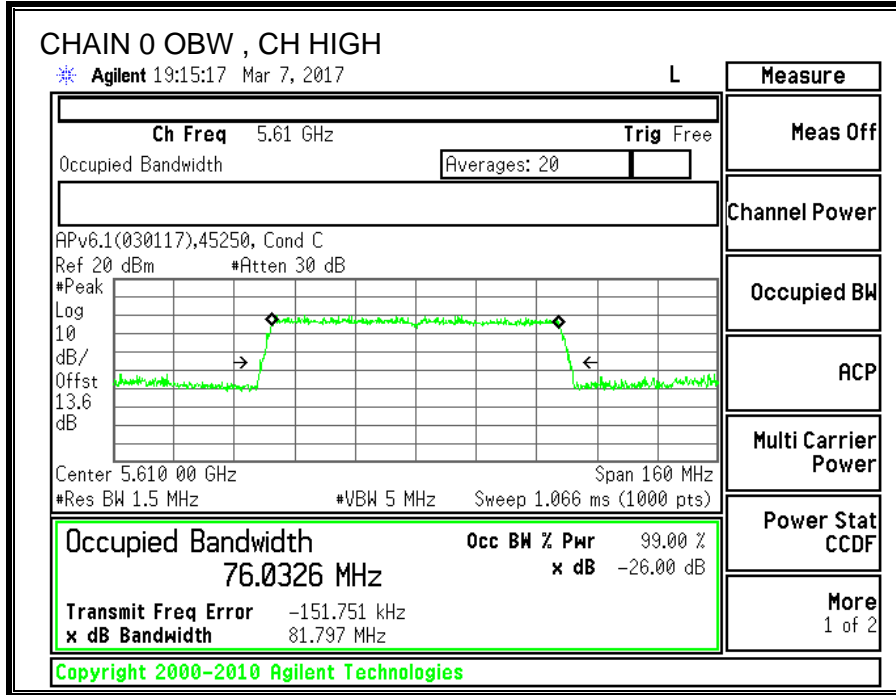 CHAIN 0 OBW , CH HIGH
Agilent 19:15:17 Mar 7, 2017 L
Measure
Ch Freq 5.61 GHz Trig Free
Occupied Bandwidth Averages: 20
APv6.1(030117),45250, Cond C
Ref 20 dBm #Atten 30 dB
#Peak
Log
10
dB/
Offst
13.6
dB
Center 5.610 00 GHz Span 160 MHz
#Res BW 1.5 MHz #VBW 5 MHz Sweep 1.066 ms (1000 pts)
Occupied Bandwidth Occ BW % Pwr 99.00 %
76.0326 MHz x dB -26.00 dB
Transmit Freq Error -151.751 kHz
x dB Bandwidth 81.797 MHz
Copyright 2000-2010 Agilent Technologies
Meas Off
Channel Power
Occupied BW
ACP
Multi Carrier
Power
Power Stat
CCDF
More
1 of 2